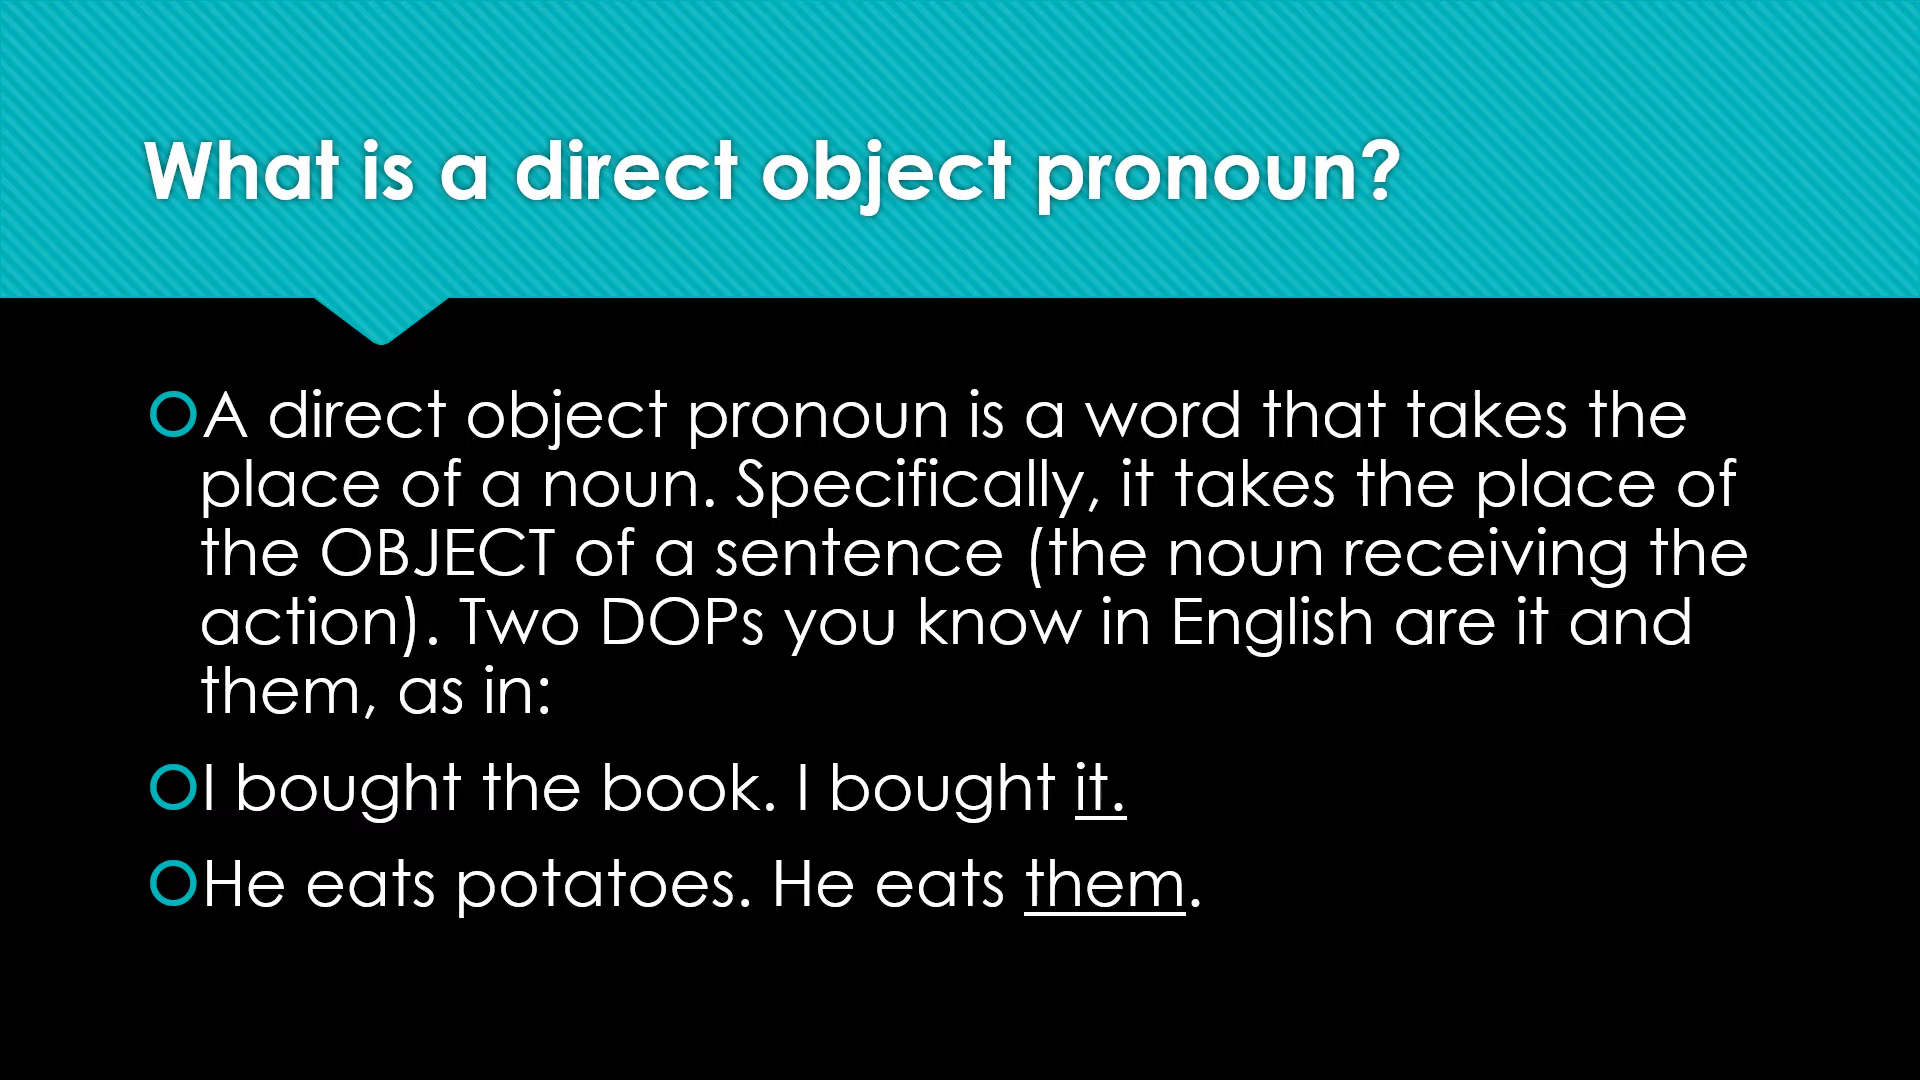 What is a direct object pronoun?
A direct object pronoun is a word that takes the
place of a noun. Specifically, it takes the place of
the OBJECT of a sentence (the noun receiving the
action). Two DOPs you know in English are it and
them, as in:
I bought the book. I bought it.
He eats potatoes. He eats them.